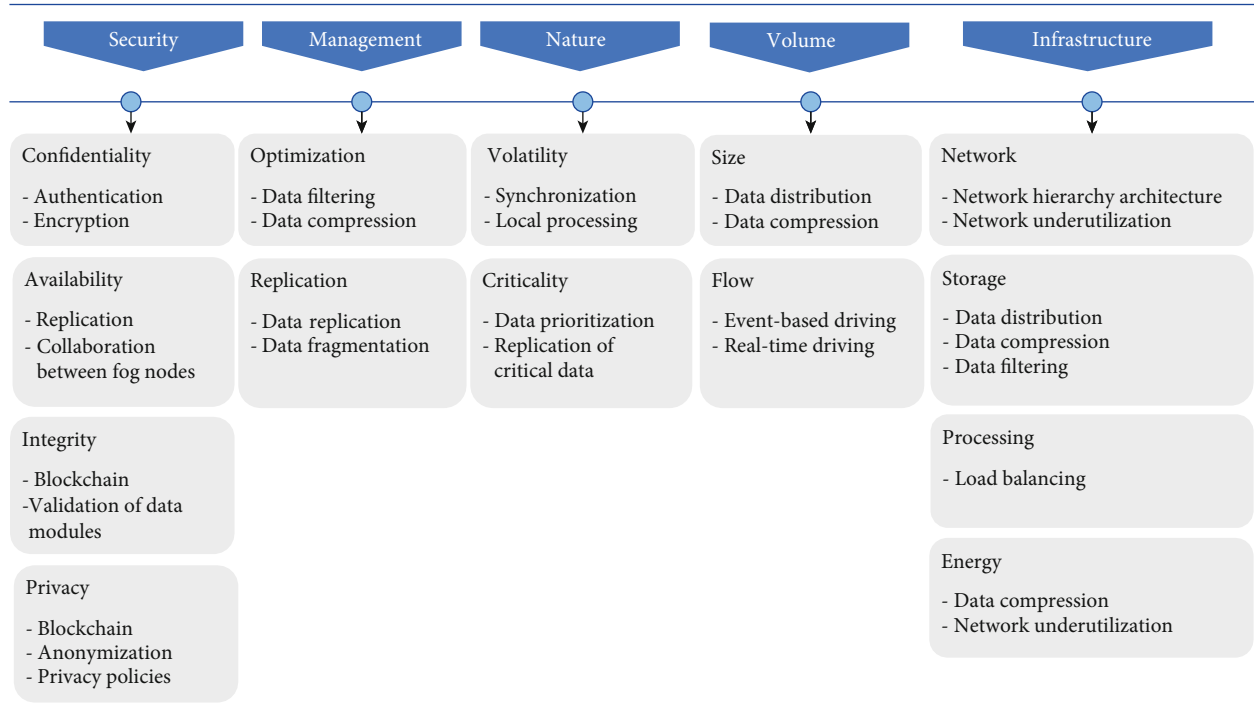 Security
Management
Nature
Volume
Infrastructure
Confidentiality
- Authentication
- Encryption
Availability
- Replication
- Collaboration
between fog nodes
Integrity
- Blockchain
-Validation of data
modules
Privacy
- Blockchain
- Anonymization
- Privacy policies
Optimization
- Data filtering
- Data compression
Replication
- Data replication
- Data fragmentation
Volatility
- Synchronization
- Local processing
Criticality
- Data prioritization
- Replication of
critical data
Size
- Data distribution
- Data compression
Flow
- Event-based driving
- Real-time driving
Network
- Network hierarchy architecture
- Network underutilization
Storage
- Data distribution
- Data compression
- Data filtering
Processing
- Load balancing
Energy
- Data compression
- Network underutilization